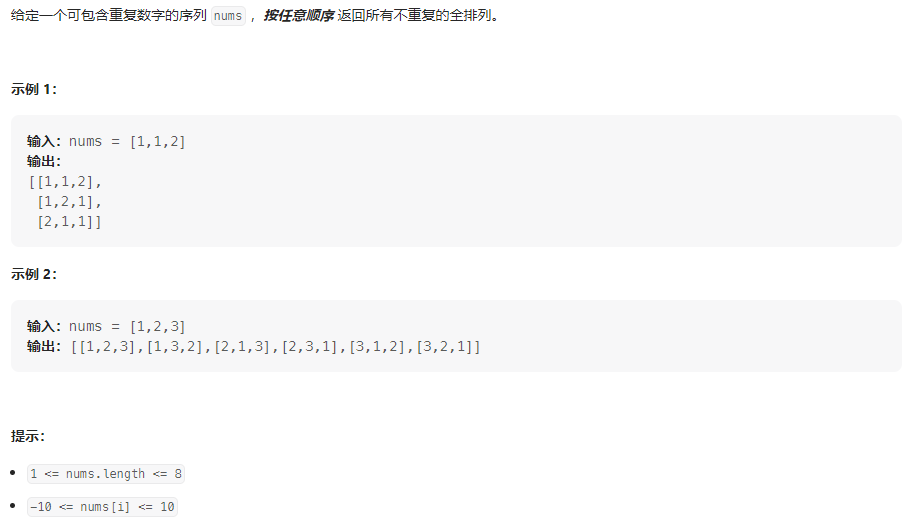 给定一个可包含重复数字的序列 nums ，按任意顺序 返回所有不重复的全排列。
示例 1：
输入：nums = [1,1,2]
输出：
[[1,1,2],
 [1,2,1],
 [2,1,1]]
示例 2：
输入：nums = [1,2,3]
输出：[[1,2,3],[1,3,2],[2,1,3],[2,3,1],[3,1,2],[3,2,1]]
提示：
• 1 <= nums.length <= 8
• -10 <= nums[i] <= 10